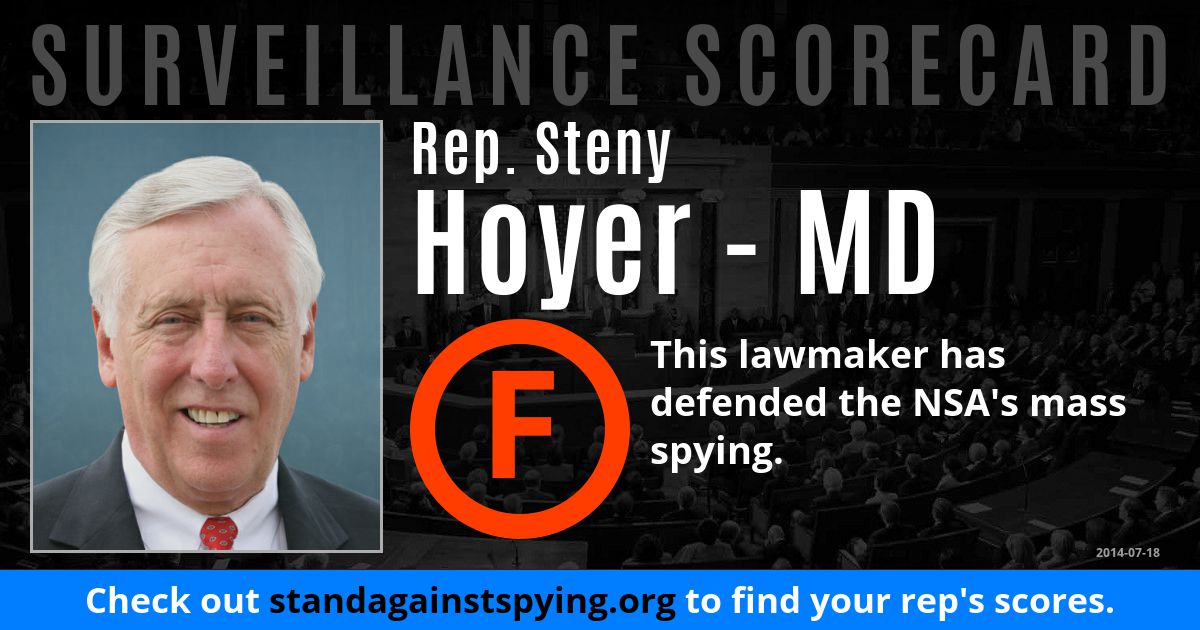 SURVEILLANCE SCORECARD
Rep. Steny
Hoyer - MD
F
This lawmaker has
defended the NSA's mass
spying.
2014-07-18
Check out standagainstspying.org to find your rep's scores.